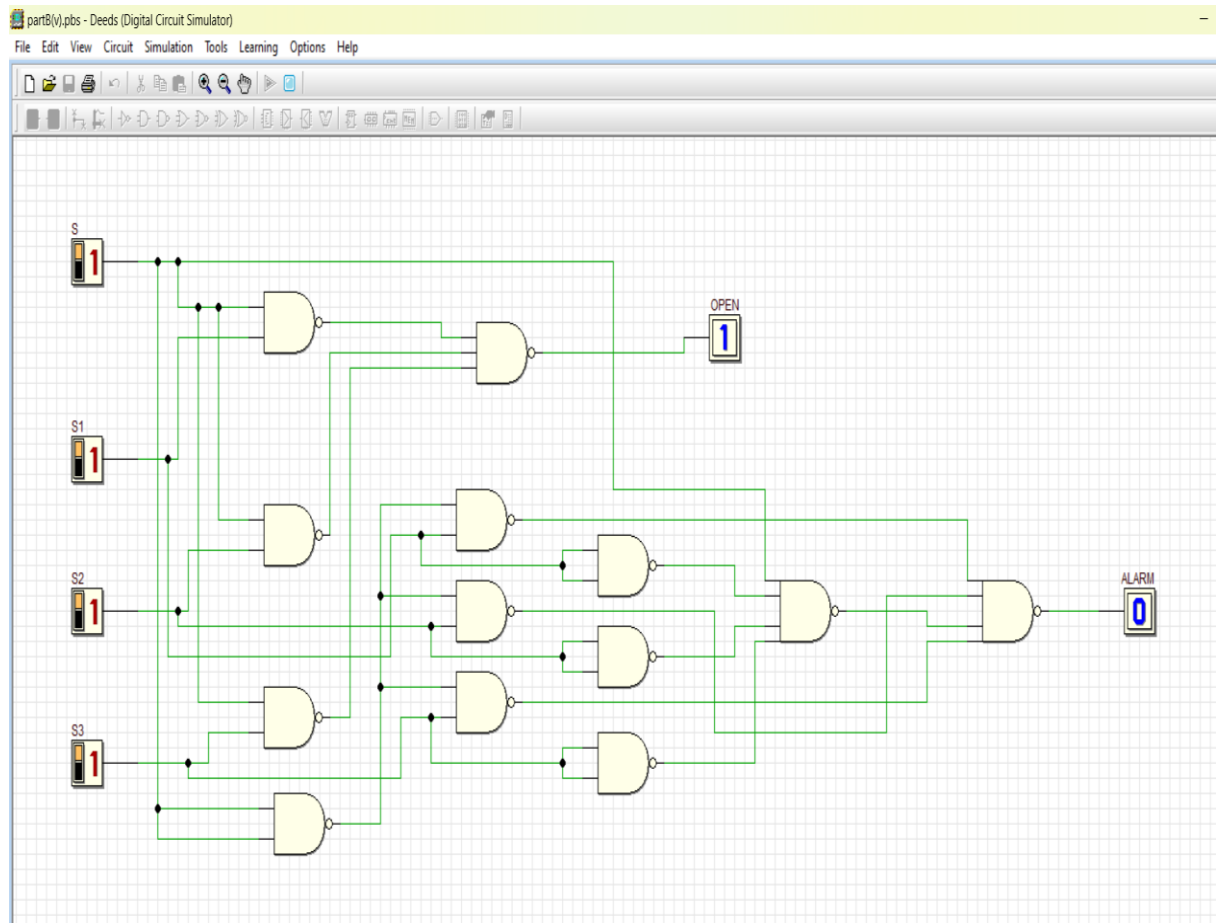 partB(v).pbs - Deeds (Digital Circuit Simulator)
File Edit View Circuit Simulation Tools Learning Options Help
S
1
OPEN
1
S1
1
S2
1
ALARM
0
S3
1